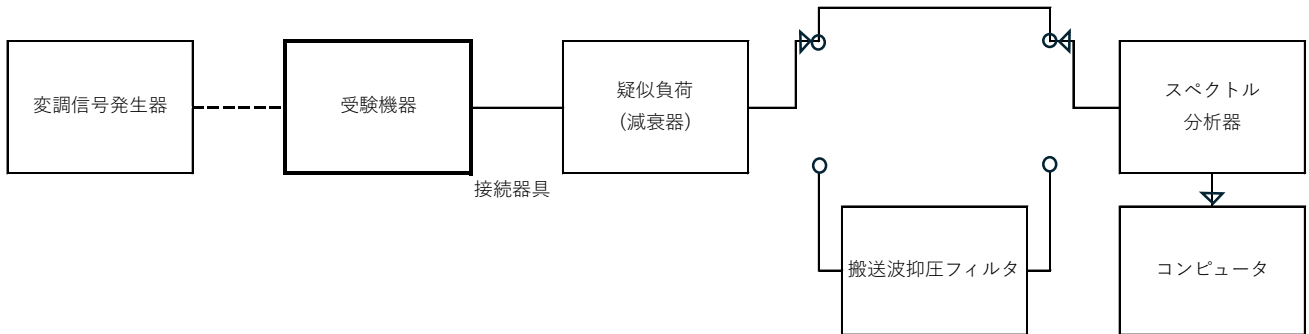 変調信号発生器
受験機器
疑似負荷
(減衰器)
スペクトル
分析器
接続器具
搬送波抑圧フィルタ
コンピュータ